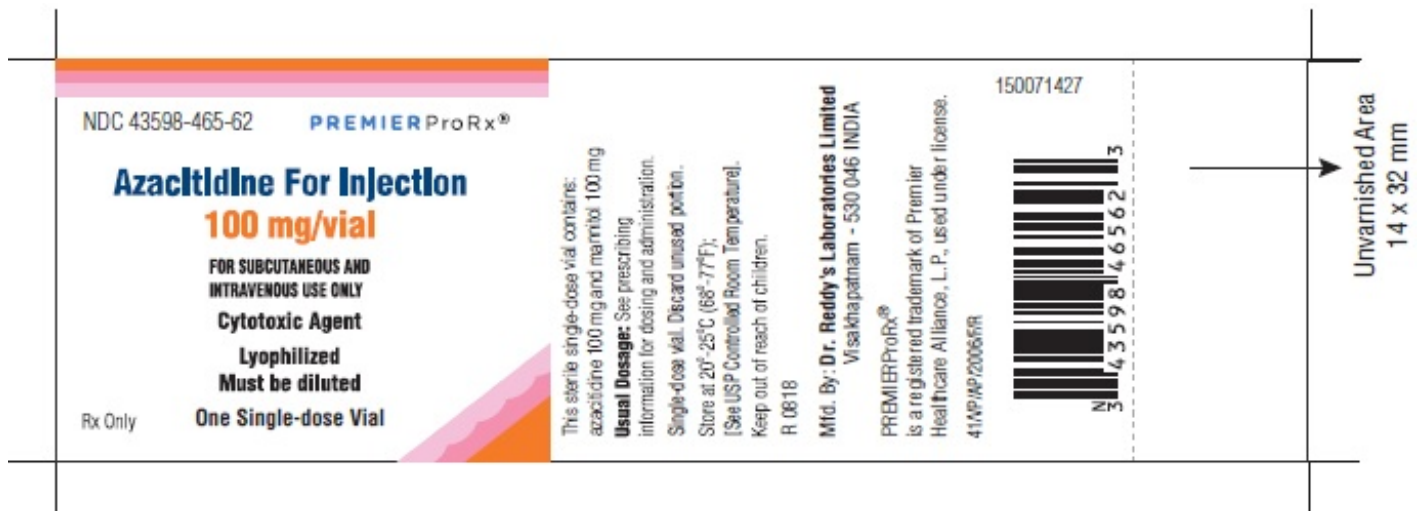 NDC 43598-465-62
PREMIERProRx®
Azacitidine For Injection
100 mg/vial
FOR SUBCUTANEOUS AND
INTRAVENOUS USE ONLY
Cytotoxic Agent
Lyophilized
Must be diluted
One Single-dose Vial
Rx Only
This sterile single-dose vial contains:
azacitidine 100 mg and mannitol 100 mg
Usual Dosage: See prescribing
information for dosing and administration.
Single-dose vial. Discard unused portion.
Store at 20°-25°C (68°-77°F);
[See USP Controlled Room Temperature].
Keep out of reach of children.
R 0818
Mfd. By: Dr. Reddy's Laboratories Limited
Visakhapatnam - 530 046 INDIA
PREMIERProRx®
is a registered trademark of Premier
Healthcare Alliance, L.P., used under license.
41/VP/AP/2006/F/R
150071427
N
3 43598 46562 3
Unvarnished Area
14 x 32 mm